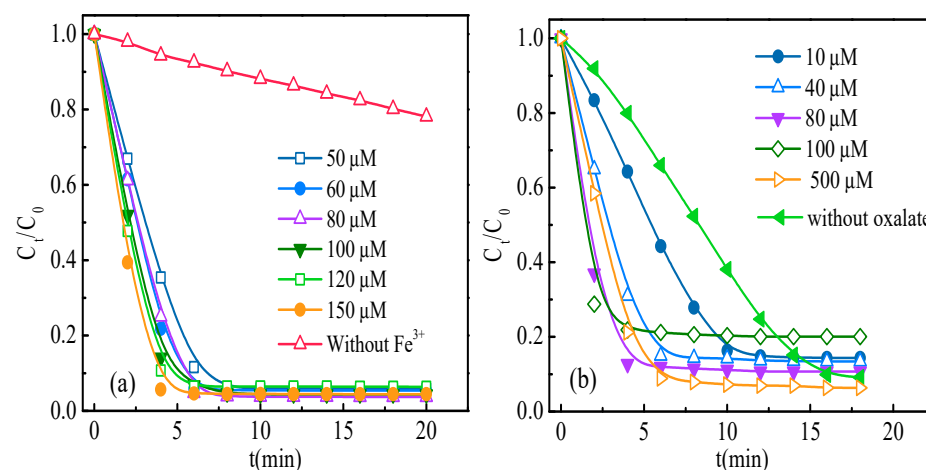 1.0
0.8
0.6
0.4
0.2
0.0
C_t/C_0
0
5
10
15
20
t(min)
(a)
50 μM
60 μM
80 μM
100 μM
120 μM
150 μM
Without Fe³⁺
1.0
0.8
0.6
0.4
0.2
0.0
C_t/C_0
0
5
10
15
20
t(min)
(b)
10 μM
40 μM
80 μM
100 μM
500 μM
without oxalate